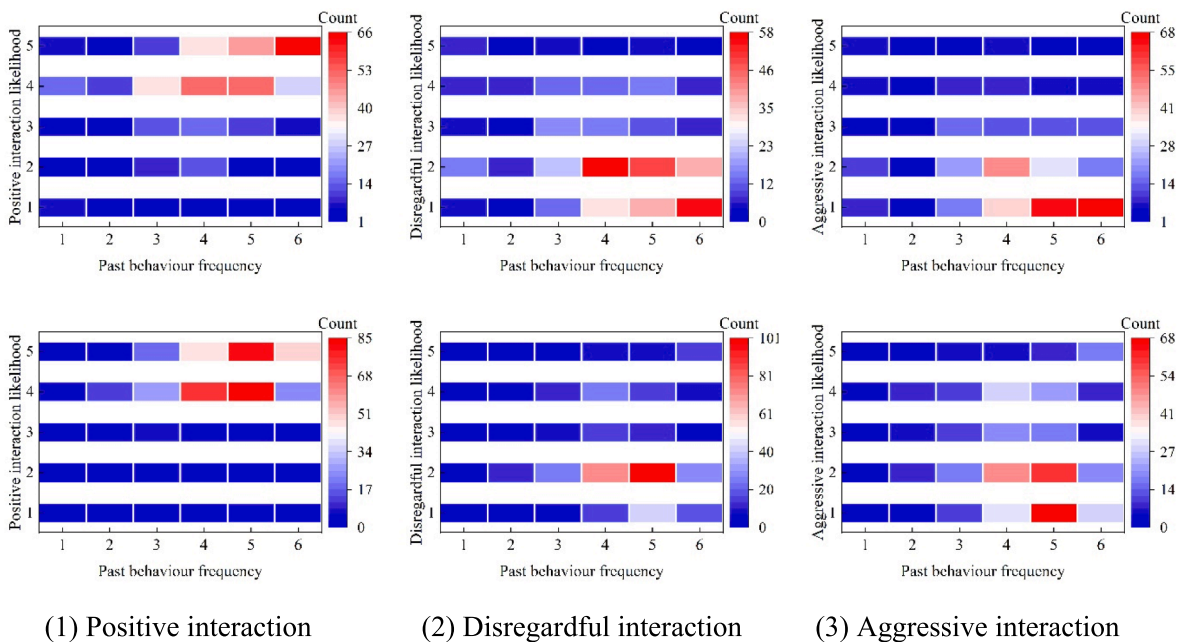 Count
66
53
40
27
14
1
5
4
3
2
1
Positive interaction likelihood
1 2 3 4 5 6
Past behaviour frequency
Count
58
46
35
23
12
0
5
4
3
2
1
Disregardful interaction likelihood
1 2 3 4 5 6
Past behaviour frequency
Count
68
55
41
28
14
1
5
4
3
2
1
Aggressive interaction likelihood
1 2 3 4 5 6
Past behaviour frequency
Count
85
68
51
34
17
0
5
4
3
2
1
Positive interaction likelihood
1 2 3 4 5 6
Past behaviour frequency
Count
101
81
61
40
20
0
5
4
3
2
1
Disregardful interaction likelihood
1 2 3 4 5 6
Past behaviour frequency
Count
68
54
41
27
14
0
5
4
3
2
1
Aggressive interaction likelihood
1 2 3 4 5 6
Past behaviour frequency
(1) Positive interaction
(2) Disregardful interaction
(3) Aggressive interaction